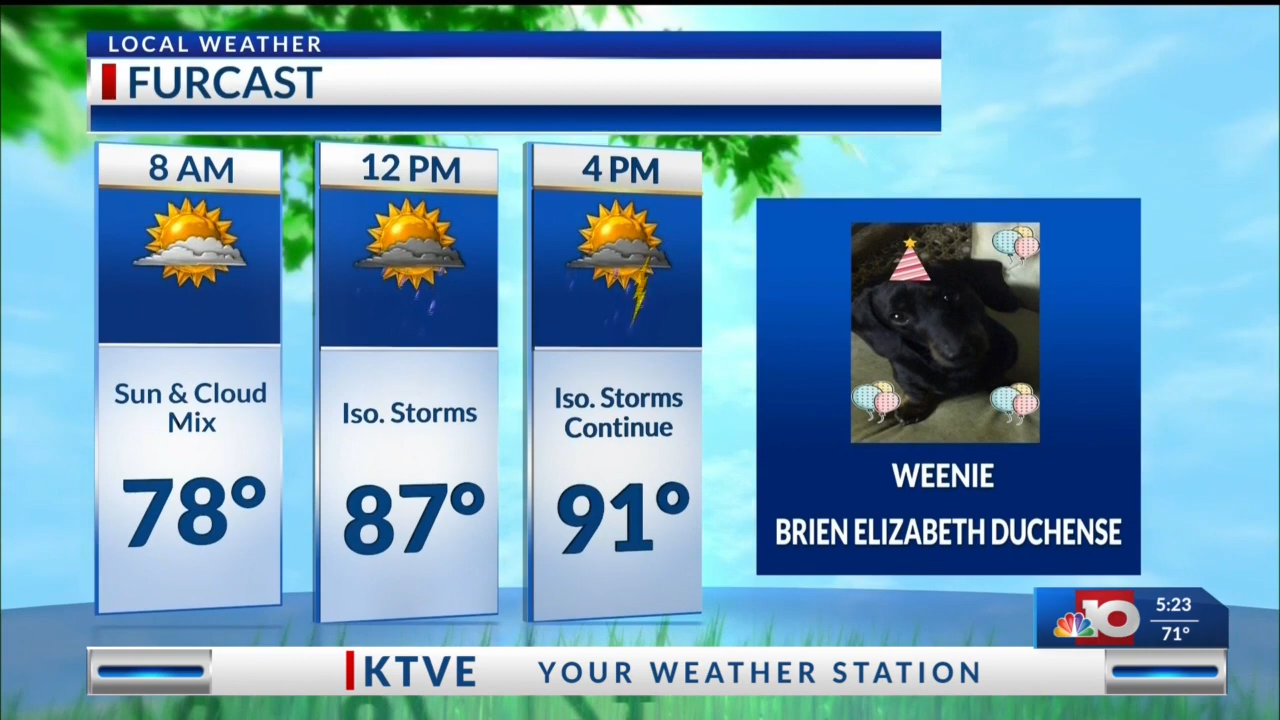 LOCAL WEATHER
FURCAST
8 AM
Sun & Cloud
Mix
78°
12 PM
Iso. Storms
87°
4 PM
Iso. Storms
Continue
91°
WEENIE
BRIEN ELIZABETH DUCHENSE
10
5:23
71°
KTVE YOUR WEATHER STATION